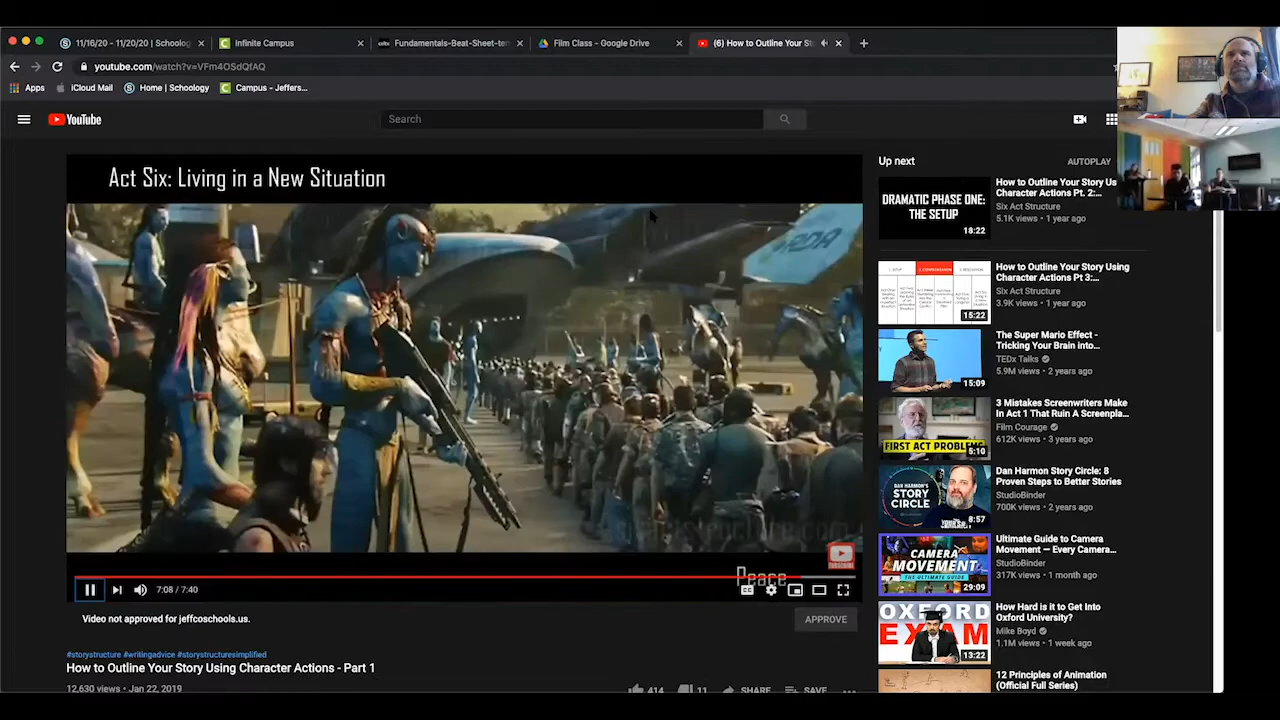 11/16/20 - 11/20/20 | Schoolog
Infinite Campus
Fundamentals-Beat-Sheet-tem
Film Class - Google Drive
(6) How to Outline Your St
youtube.com/watch?v=VFm4OSdQfAQ
Apps
iCloud Mail
Home | Schoology
Campus - Jeffers...
YouTube
Search
Act Six: Living in a New Situation
RDA
Peace
SUBSCRIBE
7:08 / 7:40
Video not approved for jeffcoschools.us.
APPROVE
#storystructure #writingadvice #storystructuresimplified
How to Outline Your Story Using Character Actions - Part 1
12,630 views • Jan 22, 2019
414
11
SHARE
SAVE
Up next
AUTOPLAY
DRAMATIC PHASE ONE:
THE SETUP
18:22
How to Outline Your Story Us
Character Actions Pt. 2:...
Six Act Structure
5.1K views • 1 year ago
15:22
How to Outline Your Story Using
Character Actions Pt 3:...
Six Act Structure
3.9K views • 1 year ago
15:09
The Super Mario Effect -
Tricking Your Brain into...
TEDx Talks
5.9M views • 2 years ago
FIRST ACT PROBLEMS
5:10
3 Mistakes Screenwriters Make
In Act 1 That Ruin A Screenpla...
Film Courage
612K views • 3 years ago
DAN HARMON'S
STORY
CIRCLE
8:57
Dan Harmon Story Circle: 8
Proven Steps to Better Stories
StudioBinder
700K views • 2 years ago
CAMERA
MOVEMENT
THE ULTIMATE GUIDE
29:09
Ultimate Guide to Camera
Movement — Every Camera...
StudioBinder
317K views • 1 month ago
OXFORD
EXAM
13:22
How Hard is it to Get Into
Oxford University?
Mike Boyd
1.1M views • 1 week ago
12 Principles of Animation
(Official Full Series)